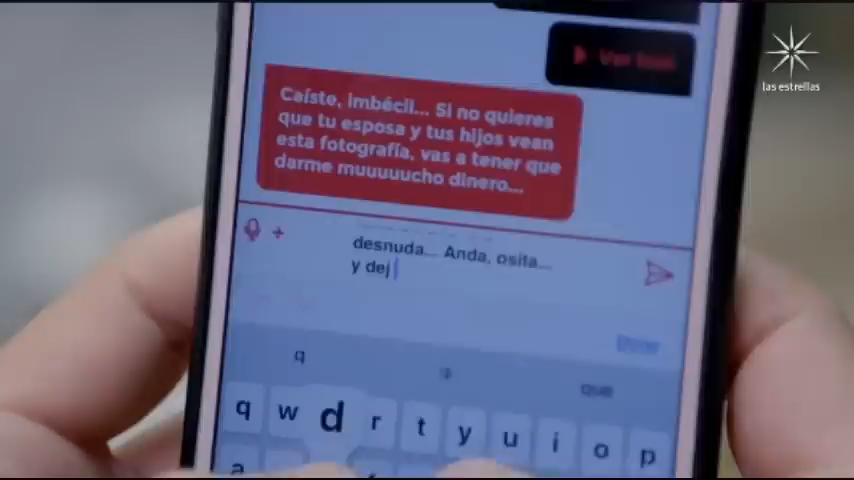 las estrellas
Caíste, imbécil... Si no quieres
que tu esposa y tus hijos vean
esta fotografía, vas a tener que
darme muuuuucho dinero...
desnuda... Anda, osita...
y dej
q
que
q w d r t y u i o p
a